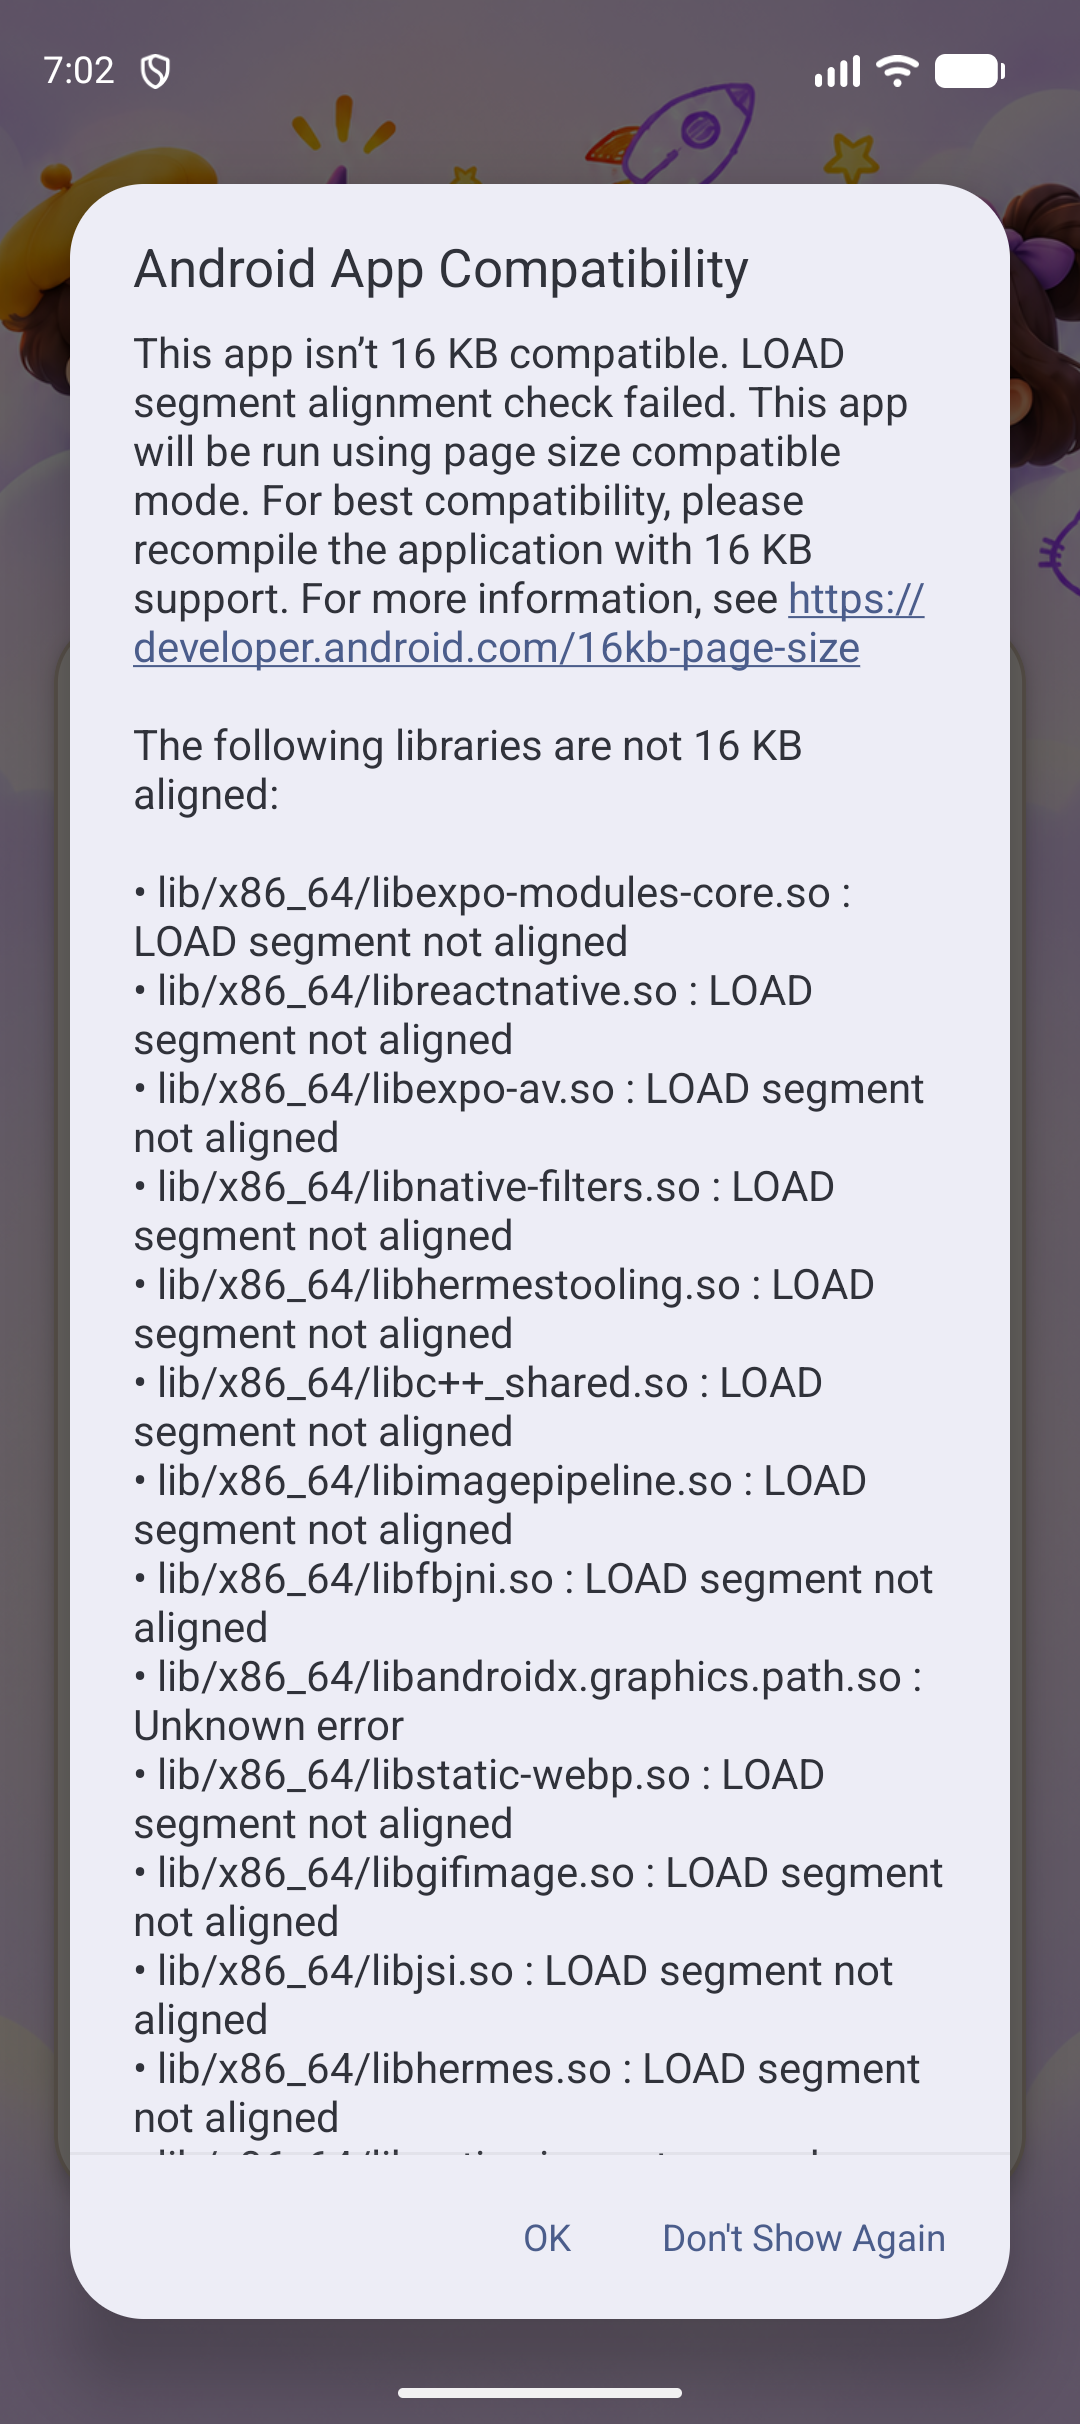 7:02
Android App Compatibility
This app isn’t 16 KB compatible. LOAD
segment alignment check failed. This app
will be run using page size compatible
mode. For best compatibility, please
recompile the application with 16 KB
support. For more information, see https://
developer.android.com/16kb-page-size
The following libraries are not 16 KB
aligned:
• lib/x86_64/libexpo-modules-core.so :
LOAD segment not aligned
• lib/x86_64/libreactnative.so : LOAD
segment not aligned
• lib/x86_64/libexpo-av.so : LOAD segment
not aligned
• lib/x86_64/libnative-filters.so : LOAD
segment not aligned
• lib/x86_64/libhermestooling.so : LOAD
segment not aligned
• lib/x86_64/libc++_shared.so : LOAD
segment not aligned
• lib/x86_64/libimagepipeline.so : LOAD
segment not aligned
• lib/x86_64/libfbjni.so : LOAD segment not
aligned
• lib/x86_64/libandroidx.graphics.path.so :
Unknown error
• lib/x86_64/libstatic-webp.so : LOAD
segment not aligned
• lib/x86_64/libgifimage.so : LOAD segment
not aligned
• lib/x86_64/libjsi.so : LOAD segment not
aligned
• lib/x86_64/libhermes.so : LOAD segment
not aligned
OK Don't Show Again